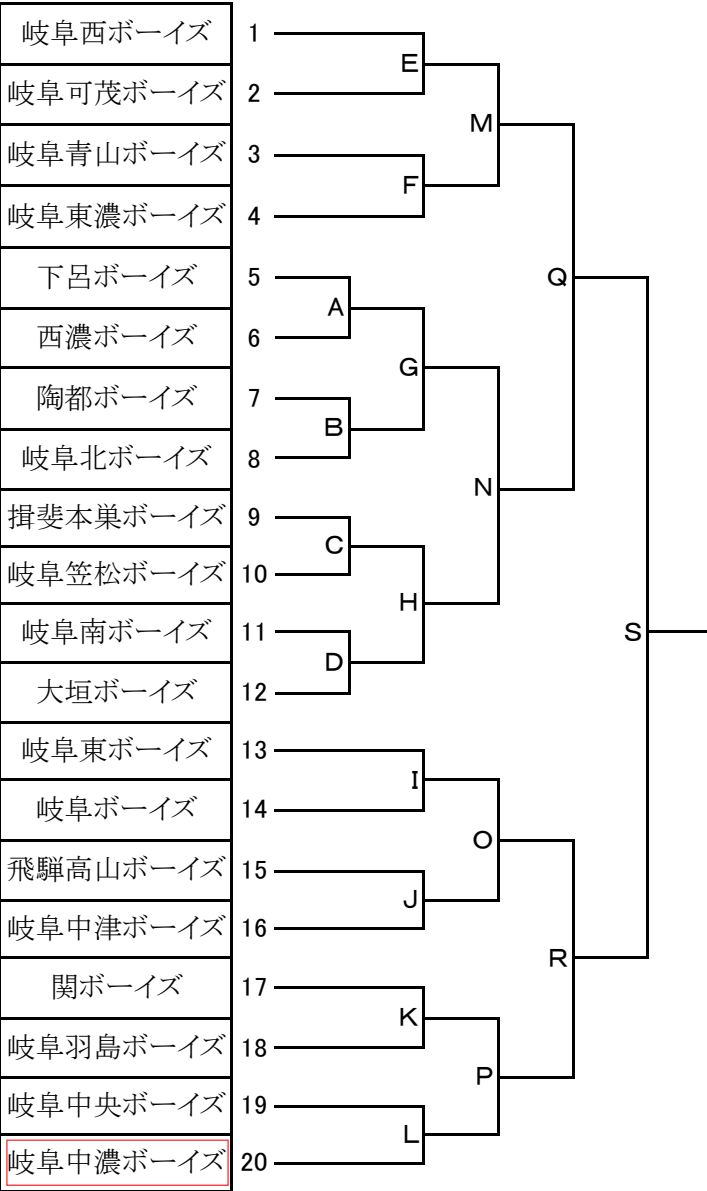 岐阜西ボーイズ 1
E
岐阜可茂ボーイズ 2
M
岐阜青山ボーイズ 3
F
岐阜東濃ボーイズ 4
下呂ボーイズ 5
Q
A
西濃ボーイズ 6
G
陶都ボーイズ 7
B
岐阜北ボーイズ 8
N
揖斐本巣ボーイズ 9
C
岐阜笠松ボーイズ 10
H
岐阜南ボーイズ 11
S
D
大垣ボーイズ 12
岐阜東ボーイズ 13
I
岐阜ボーイズ 14
O
飛騨高山ボーイズ 15
J
岐阜中津ボーイズ 16
R
関ボーイズ 17
K
岐阜羽島ボーイズ 18
P
岐阜中央ボーイズ 19
L
岐阜中濃ボーイズ 20